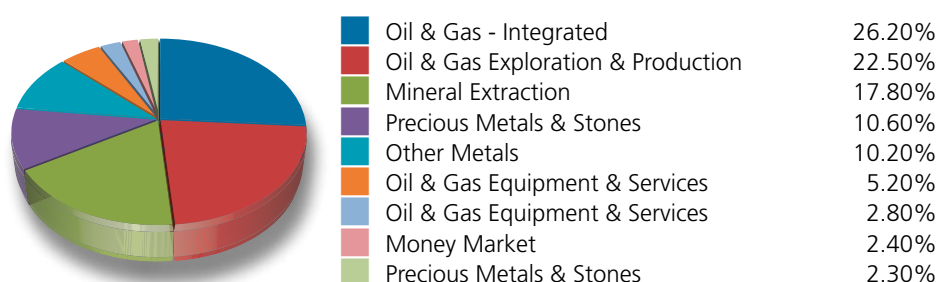 Oil & Gas - Integrated 26.20%
Oil & Gas Exploration & Production 22.50%
Mineral Extraction 17.80%
Precious Metals & Stones 10.60%
Other Metals 10.20%
Oil & Gas Equipment & Services 5.20%
Oil & Gas Equipment & Services 2.80%
Money Market 2.40%
Precious Metals & Stones 2.30%